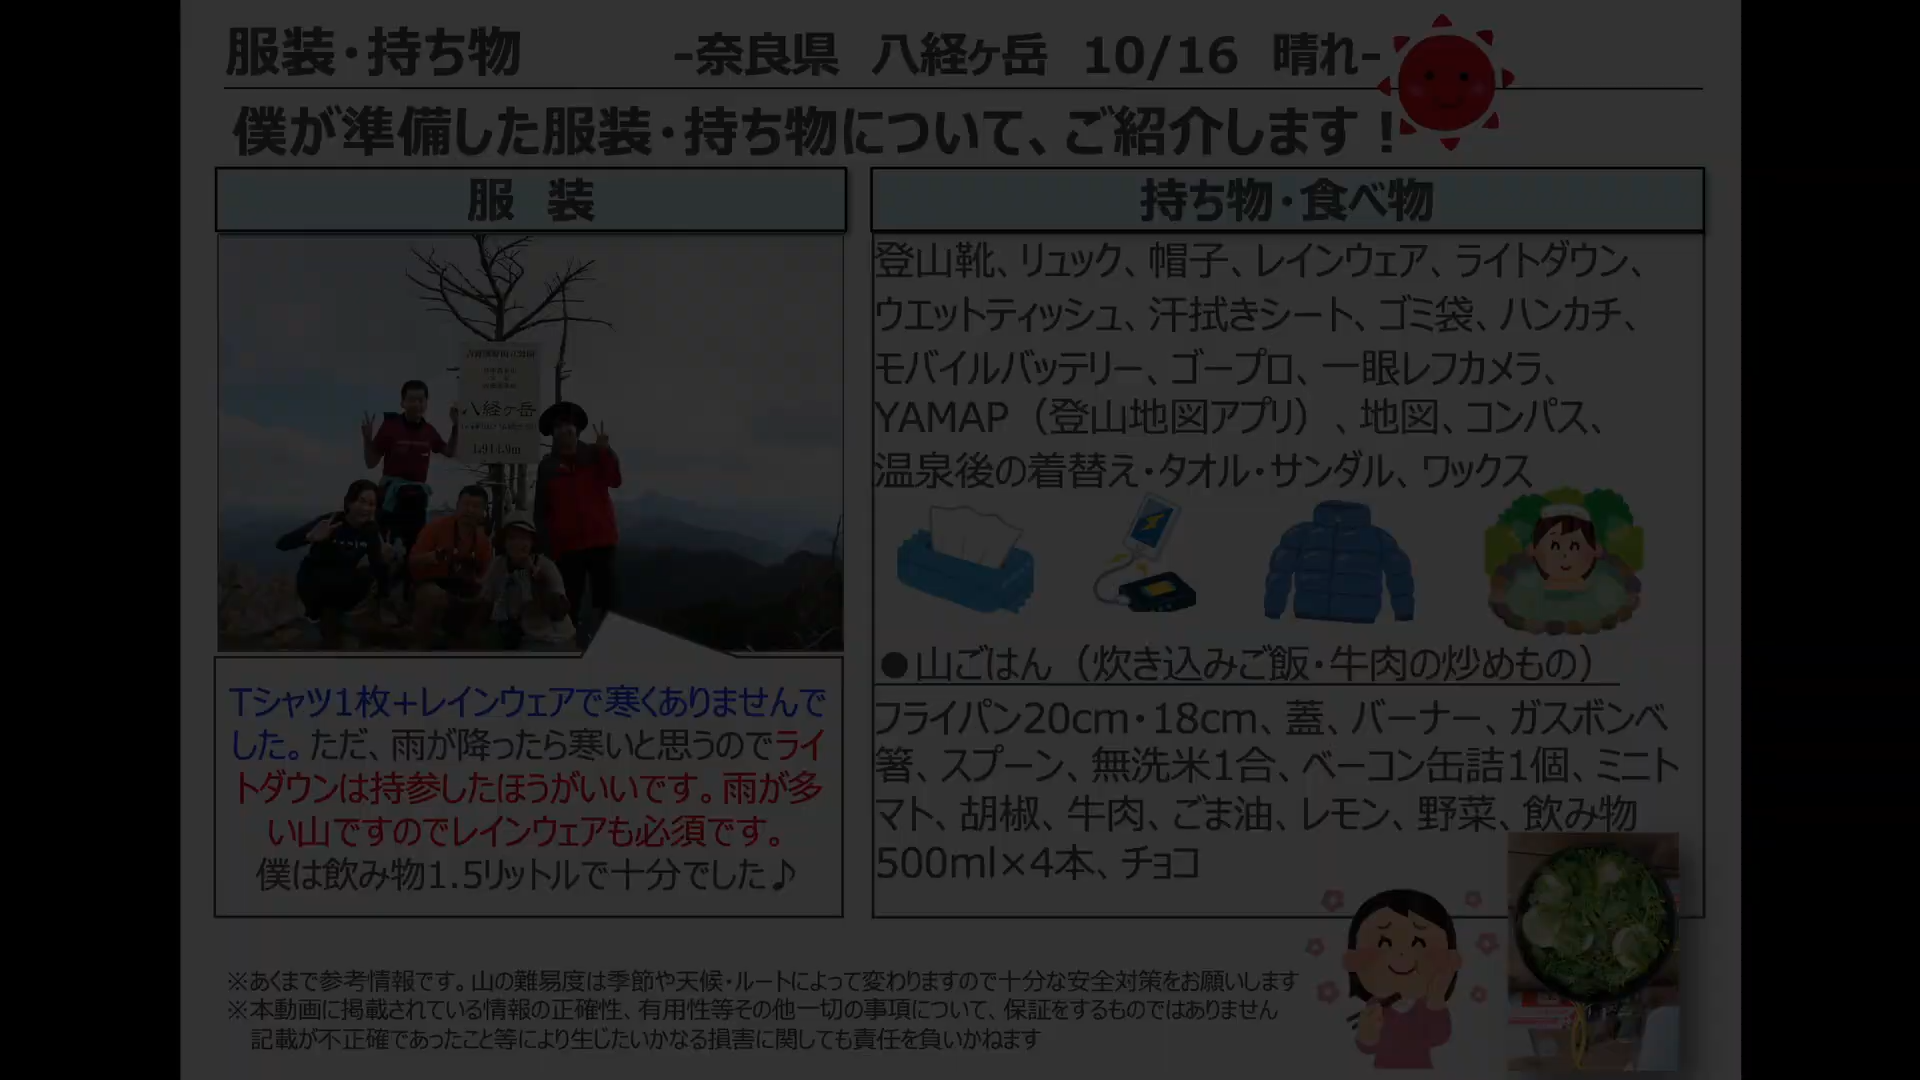 服装・持ち物 -奈良県 八経ヶ岳 10/16 晴れ-
僕が準備した服装・持ち物について、ご紹介します！
服 装
八経ヶ岳
Tシャツ1枚＋レインウェアで寒くありませんで
した。ただ、雨が降ったら寒いと思うのでライ
トダウンは持参したほうがいいです。雨が多
い山ですのでレインウェアも必須です。
僕は飲み物1.5リットルで十分でした♪
持ち物・食べ物
登山靴、リュック、帽子、レインウェア、ライトダウン、
ウエットティッシュ、汗拭きシート、ゴミ袋、ハンカチ、
モバイルバッテリー、ゴープロ、一眼レフカメラ、
YAMAP（登山地図アプリ）、地図、コンパス、
温泉後の着替え・タオル・サンダル、ワックス
●山ごはん（炊き込みご飯・牛肉の炒めもの）
フライパン20cm・18cm、蓋、バーナー、ガスボンベ
箸、スプーン、無洗米1合、ベーコン缶詰1個、ミニト
マト、胡椒、牛肉、ごま油、レモン、野菜、飲み物
500ml×4本、チョコ
※あくまで参考情報です。山の難易度は季節や天候・ルートによって変わりますので十分な安全対策をお願いします
※本動画に掲載されている情報の正確性、有用性等その他一切の事項について、保証をするものではありません
記載が不正確であったこと等により生じたいかなる損害に関しても責任を負いかねます